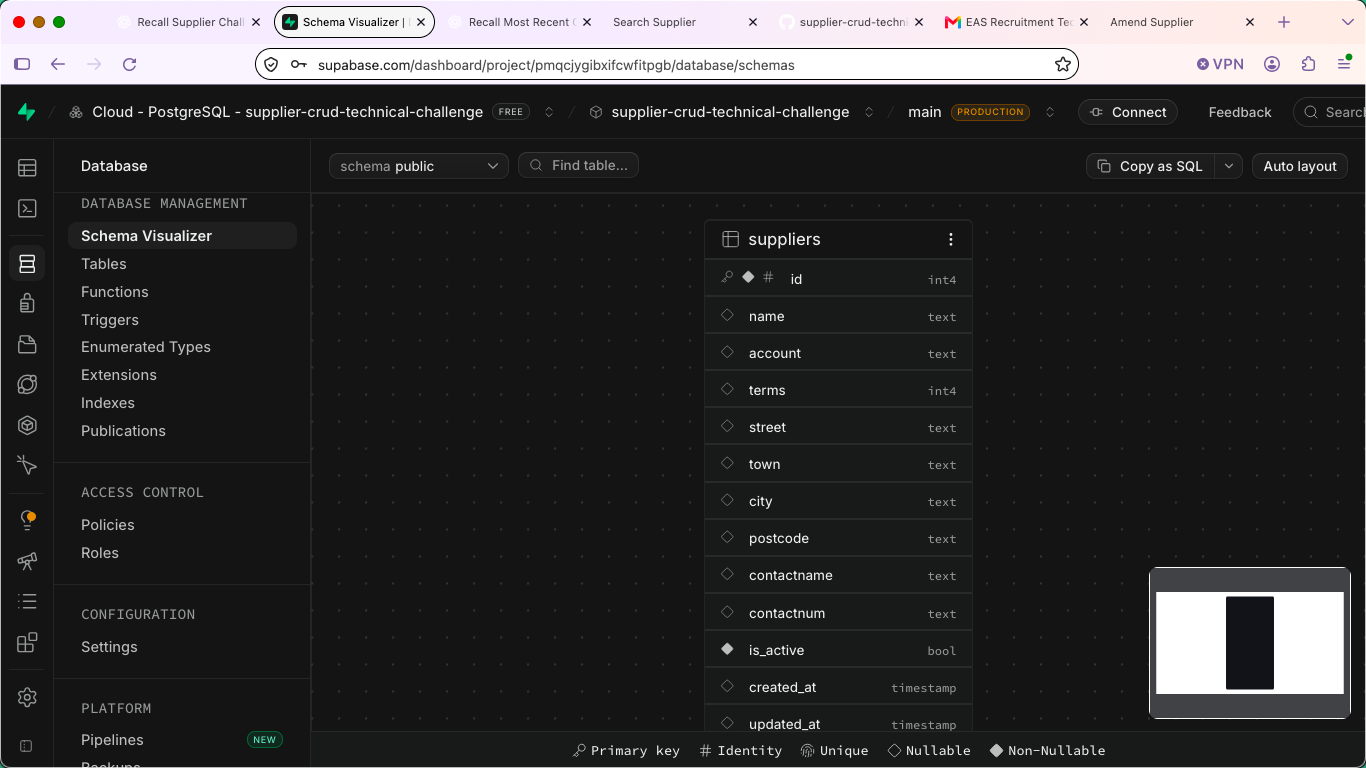 Recall Supplier Chal
Schema Visualizer |
Recall Most Recent
Search Supplier
supplier-crud-techni
EAS Recruitment Tec
Amend Supplier
supabase.com/dashboard/project/pmqcjygibxifcwfitpgb/database/schemas
VPN
Cloud - PostgreSQL - supplier-crud-technical-challenge FREE
supplier-crud-technical-challenge
main PRODUCTION
Connect
Feedback
Searc
Database
schema public
Find table...
Copy as SQL
Auto layout
DATABASE MANAGEMENT
Schema Visualizer
Tables
Functions
Triggers
Enumerated Types
Extensions
Indexes
Publications
ACCESS CONTROL
Policies
Roles
CONFIGURATION
Settings
PLATFORM
Pipelines NEW
Backups
suppliers
# id int4
name text
account text
terms int4
street text
town text
city text
postcode text
contactname text
contactnum text
is_active bool
created_at timestamp
updated_at timestamp
Primary key # Identity Unique Nullable Non-Nullable